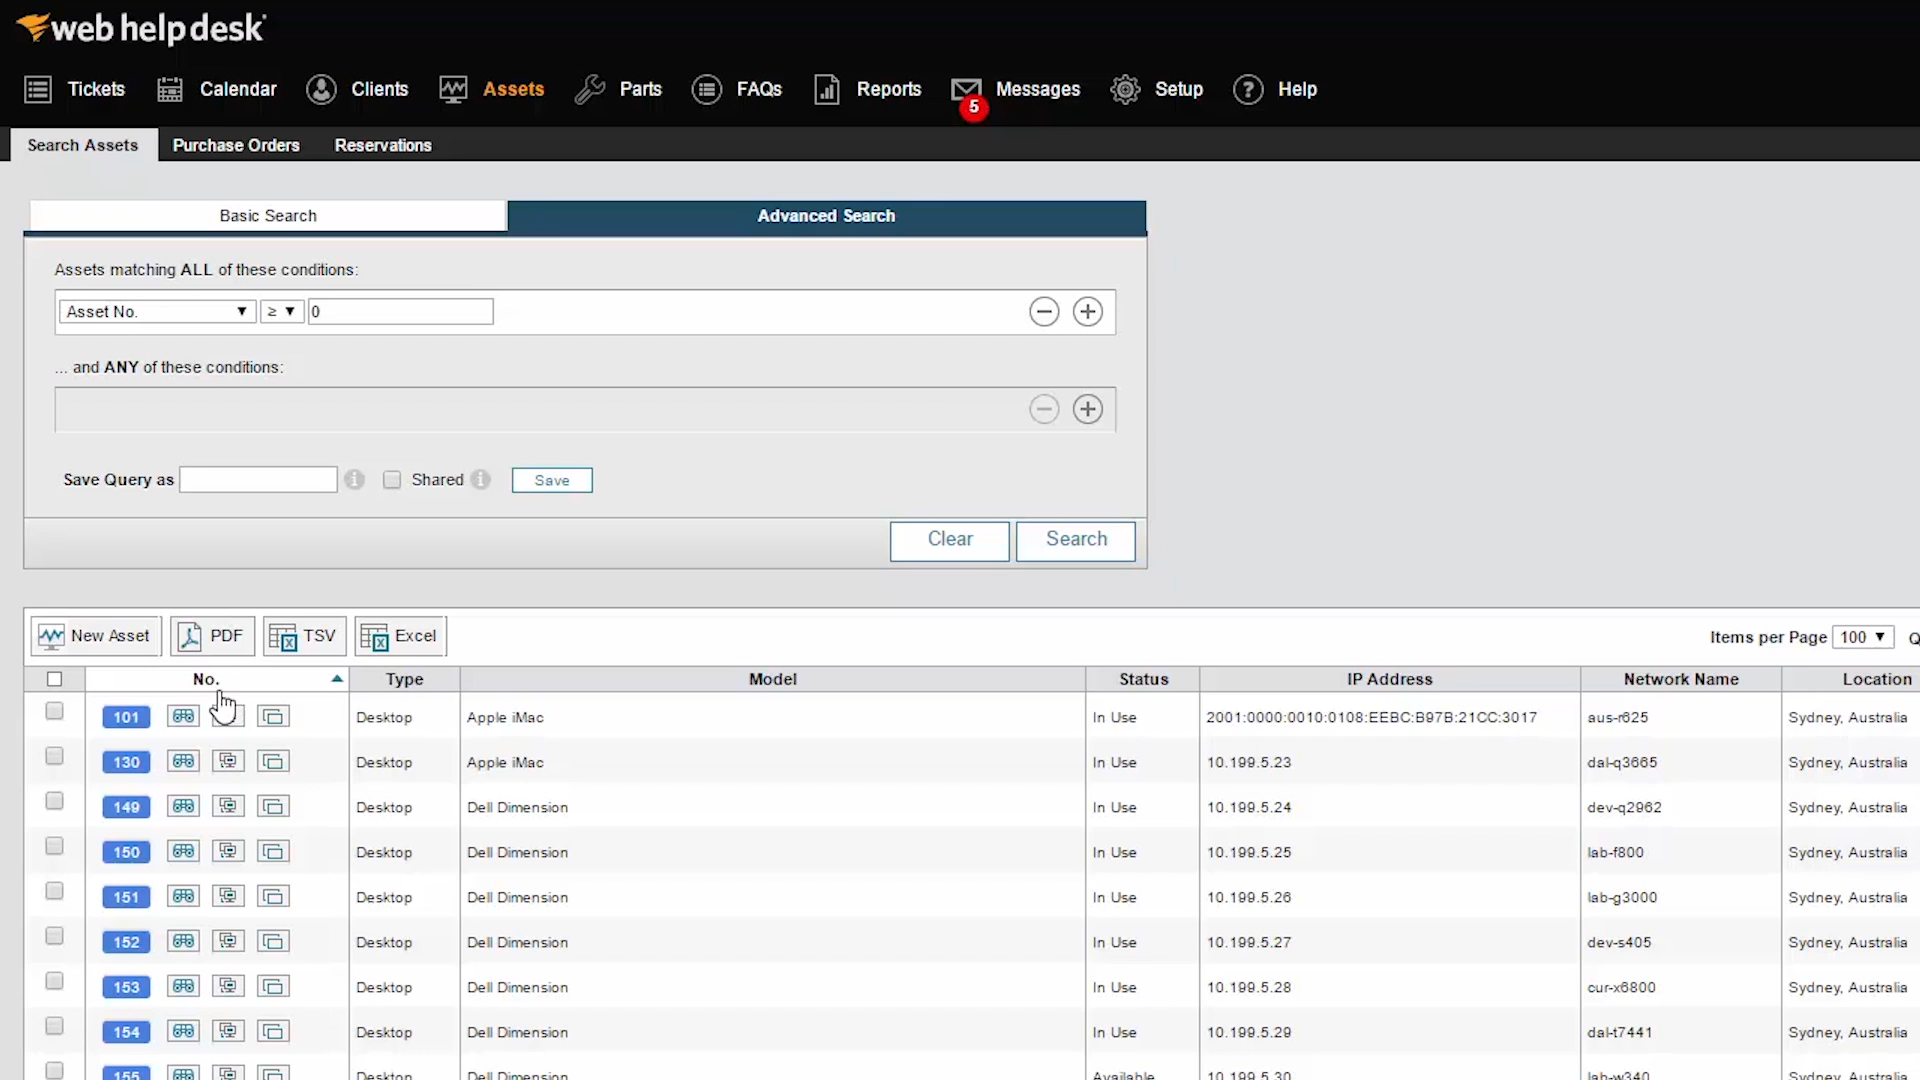 web help desk
Tickets Calendar Clients Assets Parts FAQs Reports 5 Messages Setup ? Help
Search Assets Purchase Orders Reservations
Basic Search Advanced Search
Assets matching ALL of these conditions:
Asset No. ≥ 0
... and ANY of these conditions:
Save Query as Shared Save
Clear Search
New Asset PDF TSV Excel Items per Page 100
No. Type Model Status IP Address Network Name Location
101 Desktop Apple iMac In Use 2001:0000:0010:0108:EEBC:B97B:21CC:3017 aus-r625 Sydney, Australia
130 Desktop Apple iMac In Use 10.199.5.23 dal-q3665 Sydney, Australia
149 Desktop Dell Dimension In Use 10.199.5.24 dev-q2962 Sydney, Australia
150 Desktop Dell Dimension In Use 10.199.5.25 lab-f800 Sydney, Australia
151 Desktop Dell Dimension In Use 10.199.5.26 lab-g3000 Sydney, Australia
152 Desktop Dell Dimension In Use 10.199.5.27 dev-s405 Sydney, Australia
153 Desktop Dell Dimension In Use 10.199.5.28 cur-x6800 Sydney, Australia
154 Desktop Dell Dimension In Use 10.199.5.29 dal-t7441 Sydney, Australia
155 Desktop Dell Dimension Available 10.199.5.30 lab-w340 Sydney, Australia